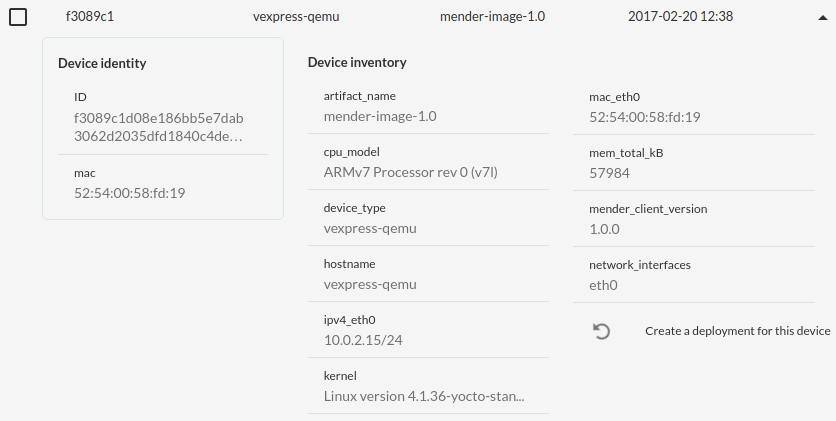 f3089c1 vexpress-qemu mender-image-1.0 2017-02-20 12:38
Device identity
ID
f3089c1d08e186bb5e7dab
3062d2035dfd1840c4de…
mac
52:54:00:58:fd:19
Device inventory
artifact_name
mender-image-1.0
cpu_model
ARMv7 Processor rev 0 (v7l)
device_type
vexpress-qemu
hostname
vexpress-qemu
ipv4_eth0
10.0.2.15/24
kernel
Linux version 4.1.36-yocto-stan...
mac_eth0
52:54:00:58:fd:19
mem_total_kB
57984
mender_client_version
1.0.0
network_interfaces
eth0
Create a deployment for this device